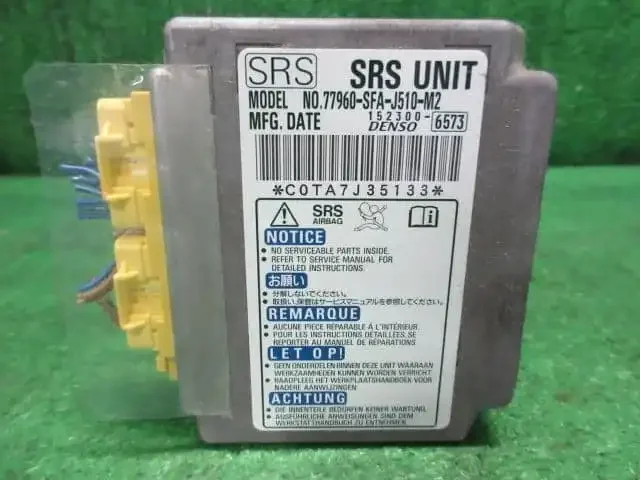 SRS SRS UNIT
MODEL NO.77960-SFA-J510-M2
MFG. DATE 152300-6573
DENSO
*C0TA7J35133*
SRS
AIRBAG
NOTICE
• NO SERVICEABLE PARTS INSIDE.
• REFER TO SERVICE MANUAL FOR
DETAILED INSTRUCTIONS.
お願い
• 分解しないでください。
• 取扱い、保管はサービスマニュアルを参照してください。
REMARQUE
• AUCUNE PIECE REPARABLE À L'INTERIEUR.
• POUR LES INSTRUCTIONS DETAILLEES, SE
REPORTER AU MANUEL DE REPARATIONS
LET OP!
• GEEN ONDERDELEN BINNEN DEZE UNIT WAARAAN
WERKZAAMHEDEN KUNNEN WORDEN VERRICHT.
• RAADPLEEG HET WERKPLAATSHANDBOEK VOOR
NADERE AANWIJZINGEN
ACHTUNG
• DIE INNENTEILE BEDÜRFEN KEINER WARTUNG.
• AUSFÜHRLICHE ANWEISUNGEN SIND DEM
WERKSTATTHANDBUCH ZU ENTNEHMEN.